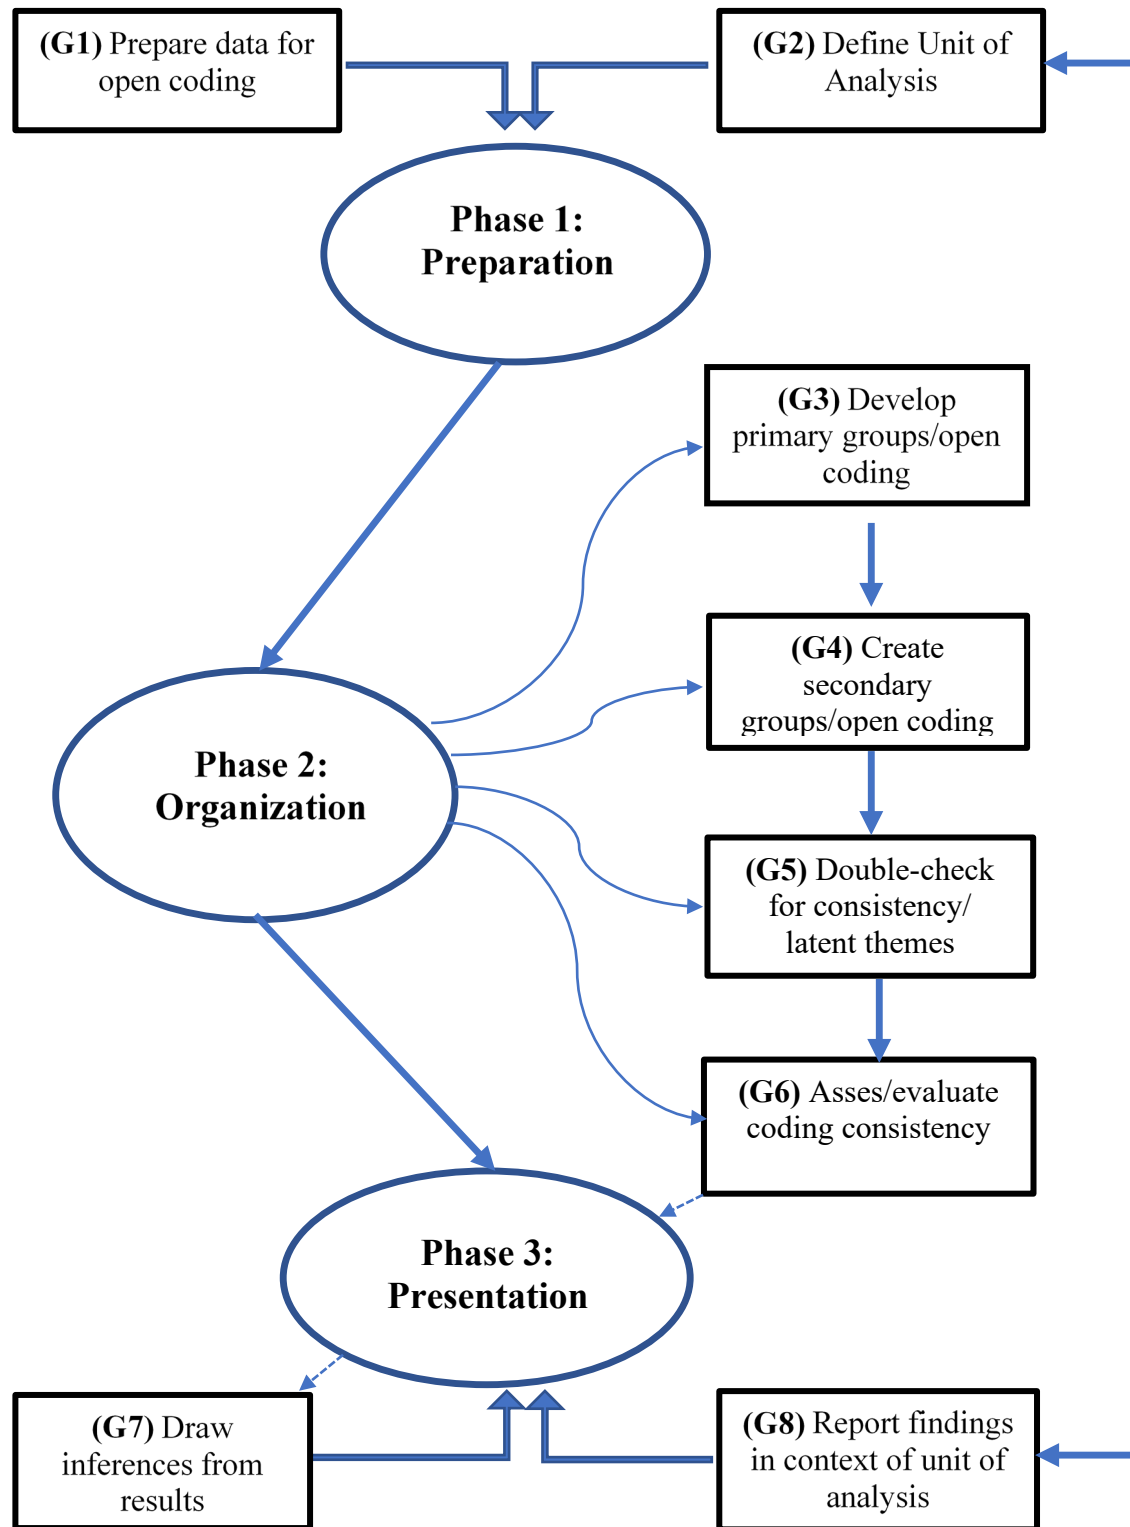 (G1) Prepare data for
open coding
(G2) Define Unit of
Analysis
Phase 1:
Preparation
(G3) Develop
primary groups/open
coding
(G4) Create
secondary
groups/open coding
Phase 2:
Organization
(G5) Double-check
for consistency/
latent themes
(G6) Asses/evaluate
coding consistency
Phase 3:
Presentation
(G7) Draw
inferences from
results
(G8) Report findings
in context of unit of
analysis